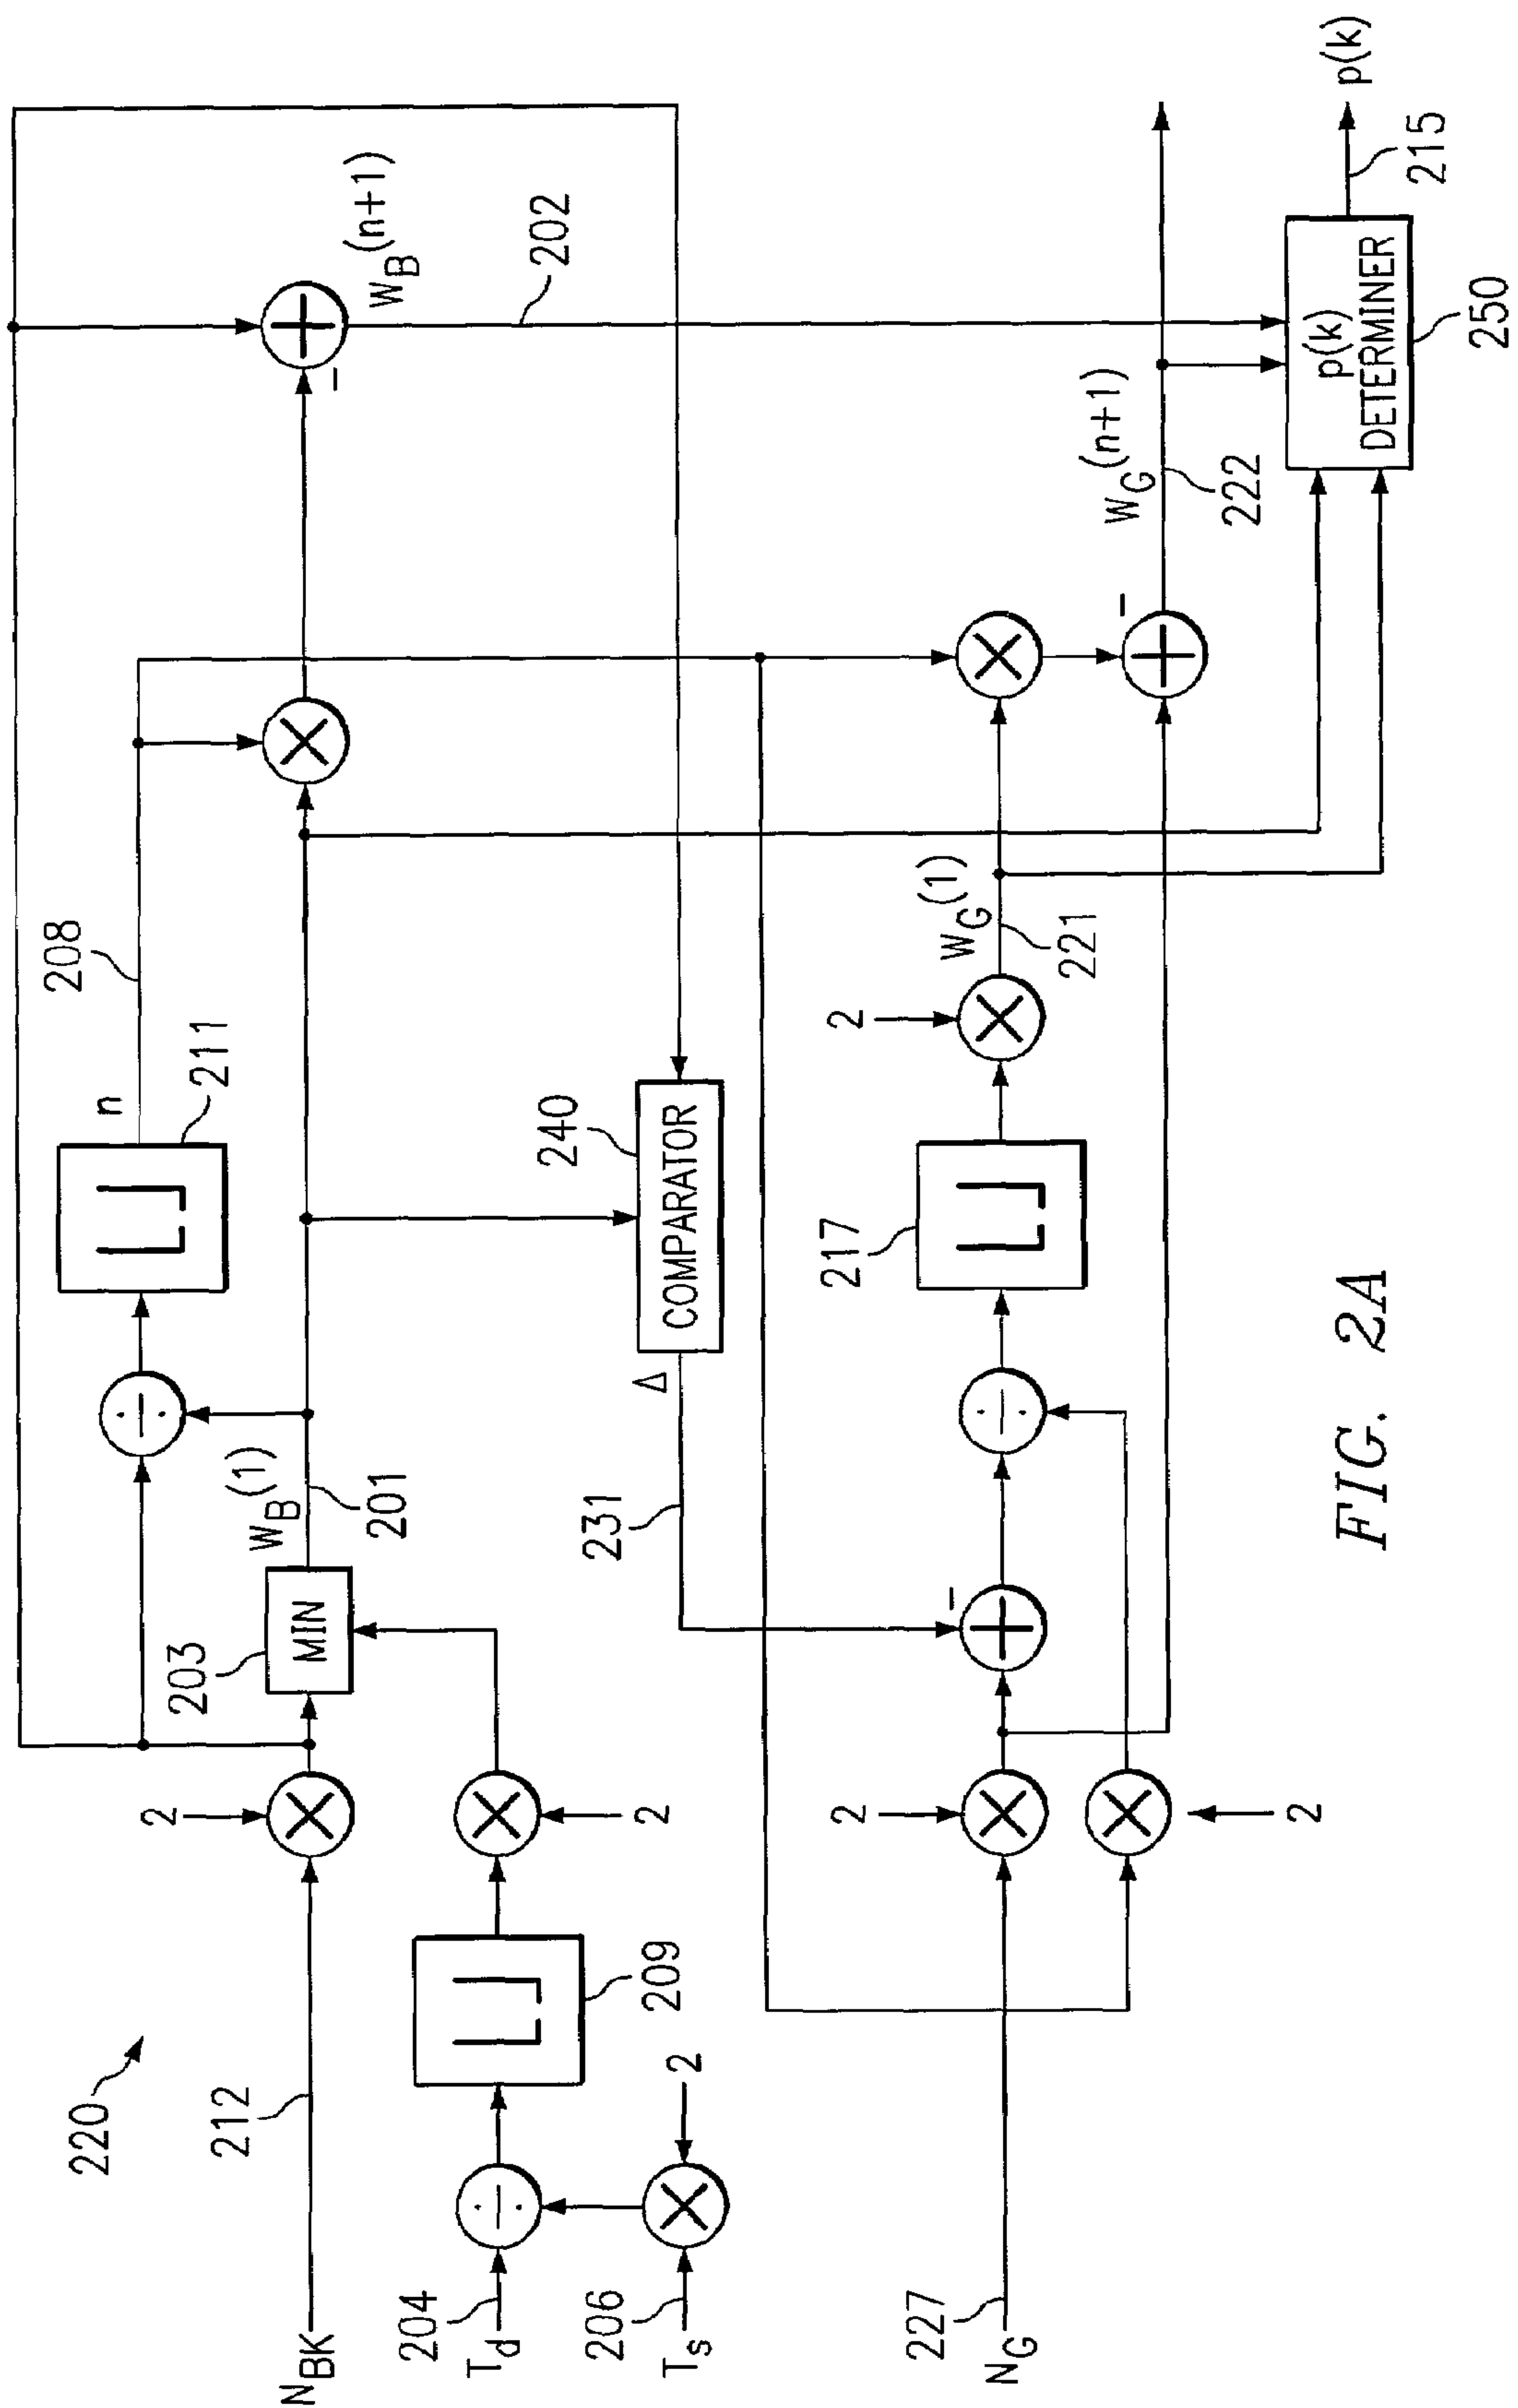 220
N_BK
212
2
203
MIN
W_B(1)
201
211
n
208
W_B(n+1)
202
T_d
204
209
2
T_s
206
2
240
COMPARATOR
Δ
231
N_G
227
2
2
217
2
W_G(1)
221
W_G(n+1)
222
p(k)
DETERMINER
250
215
p(k)
FIG. 2A